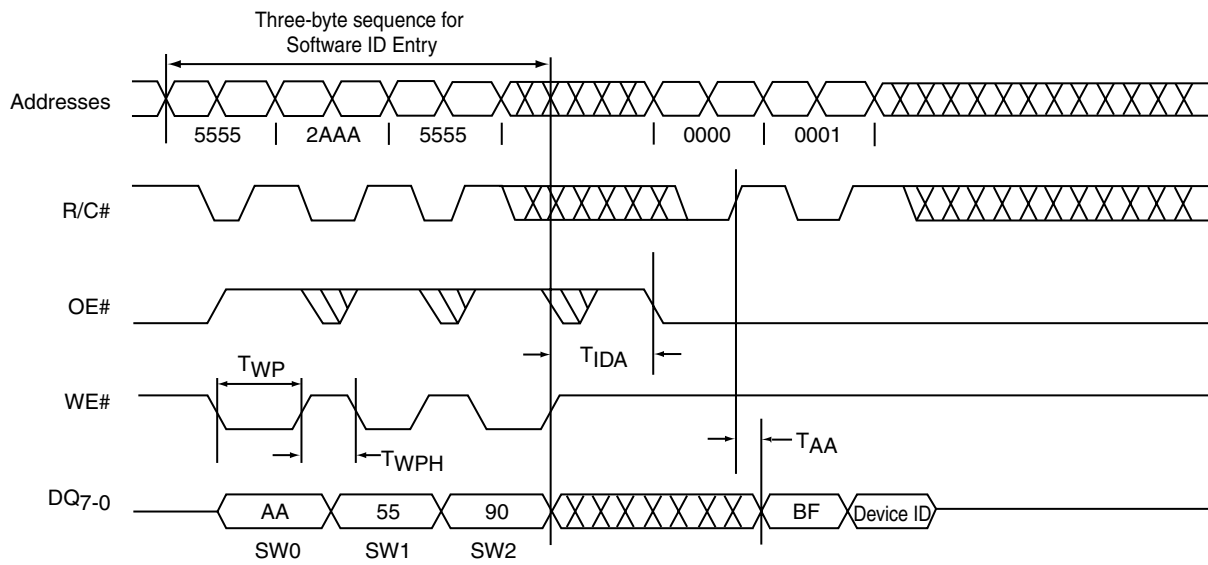 Three-byte sequence for
Software ID Entry
Addresses
5555 2AAA 5555 0000 0001
R/C#
OE#
TIDA
TWP
WE#
TAA
TWPH
DQ7-0
AA 55 90 BF Device ID
SW0 SW1 SW2